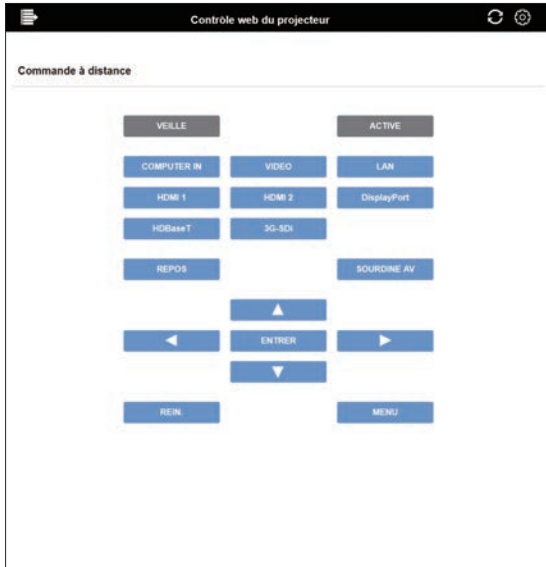 Contrôle web du projecteur
Commande à distance
VEILLE ACTIVE
COMPUTER IN VIDEO LAN
HDMI 1 HDMI 2 DisplayPort
HDBaseT 3G-SDI
REPOS SOURDINE AV
ENTRER
REIN. MENU